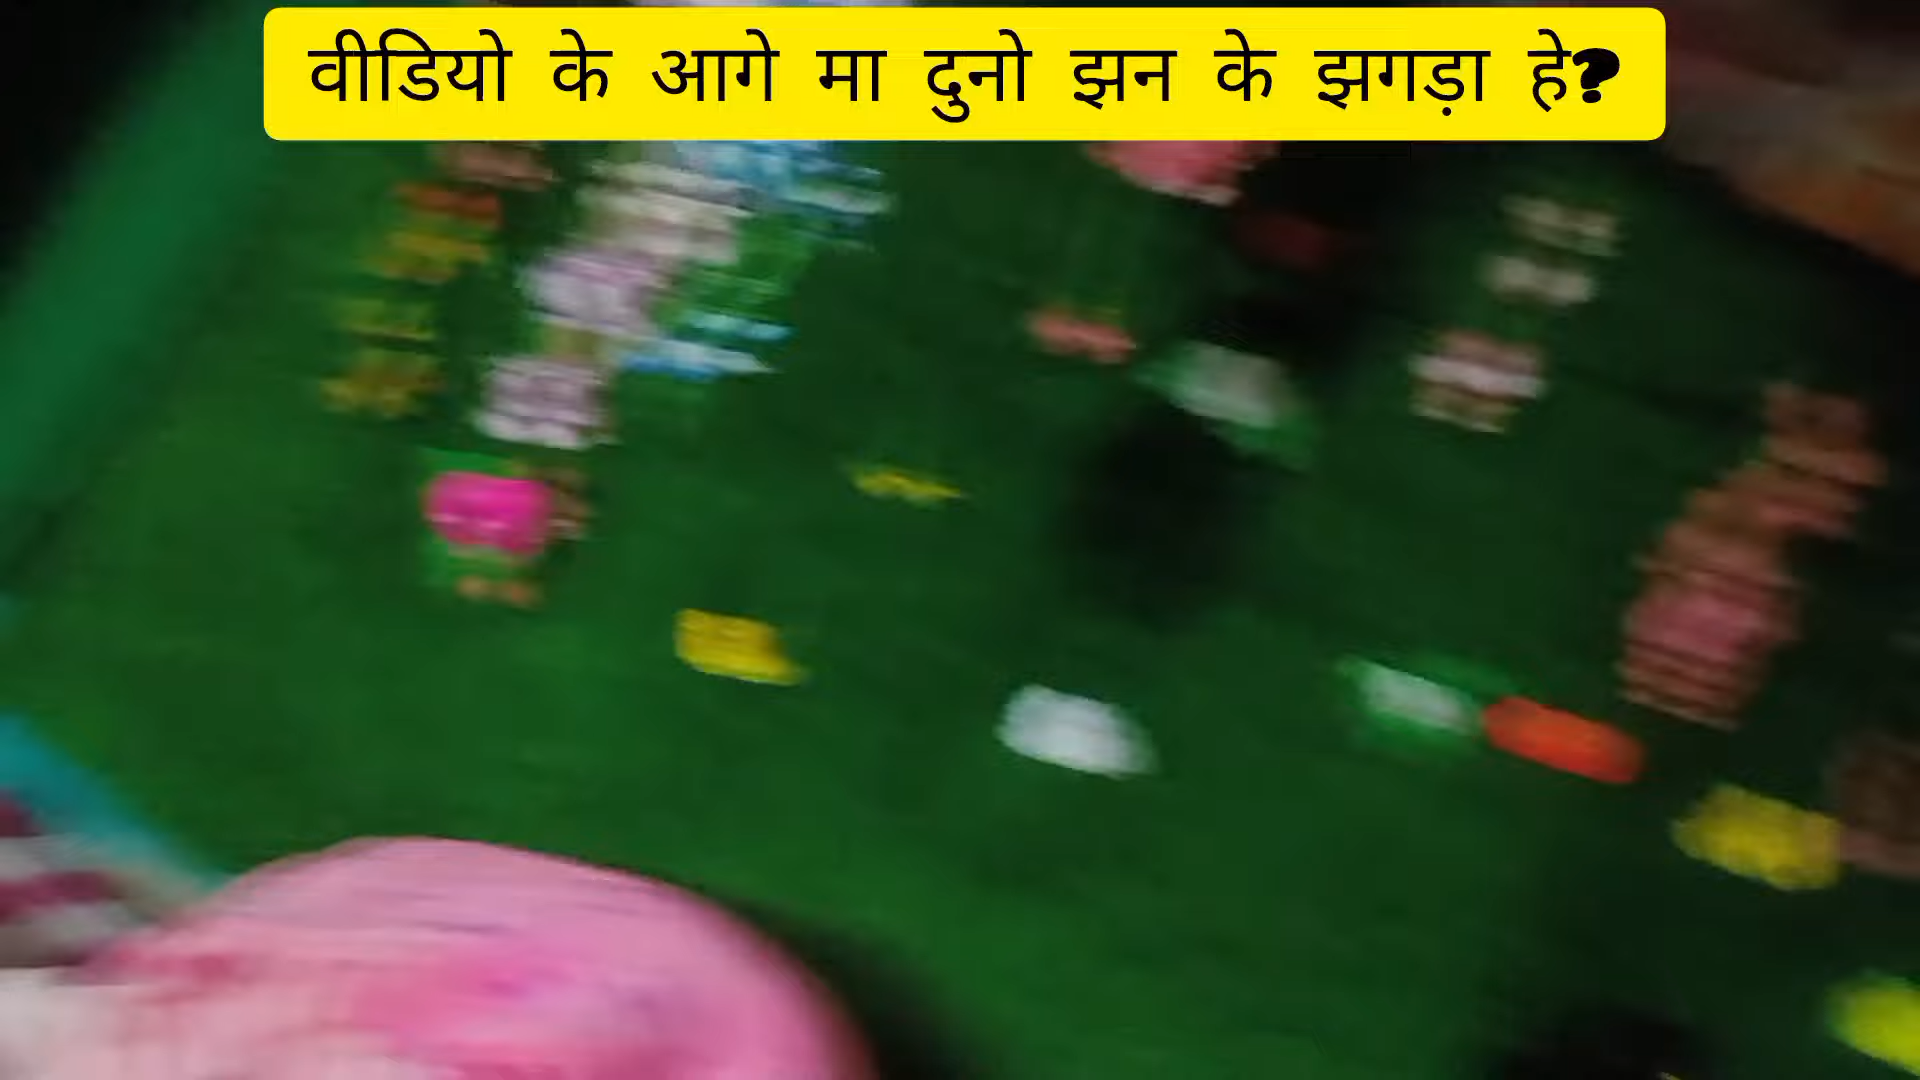 वीडियो के आगे मा दुनो झन के झगड़ा हे?